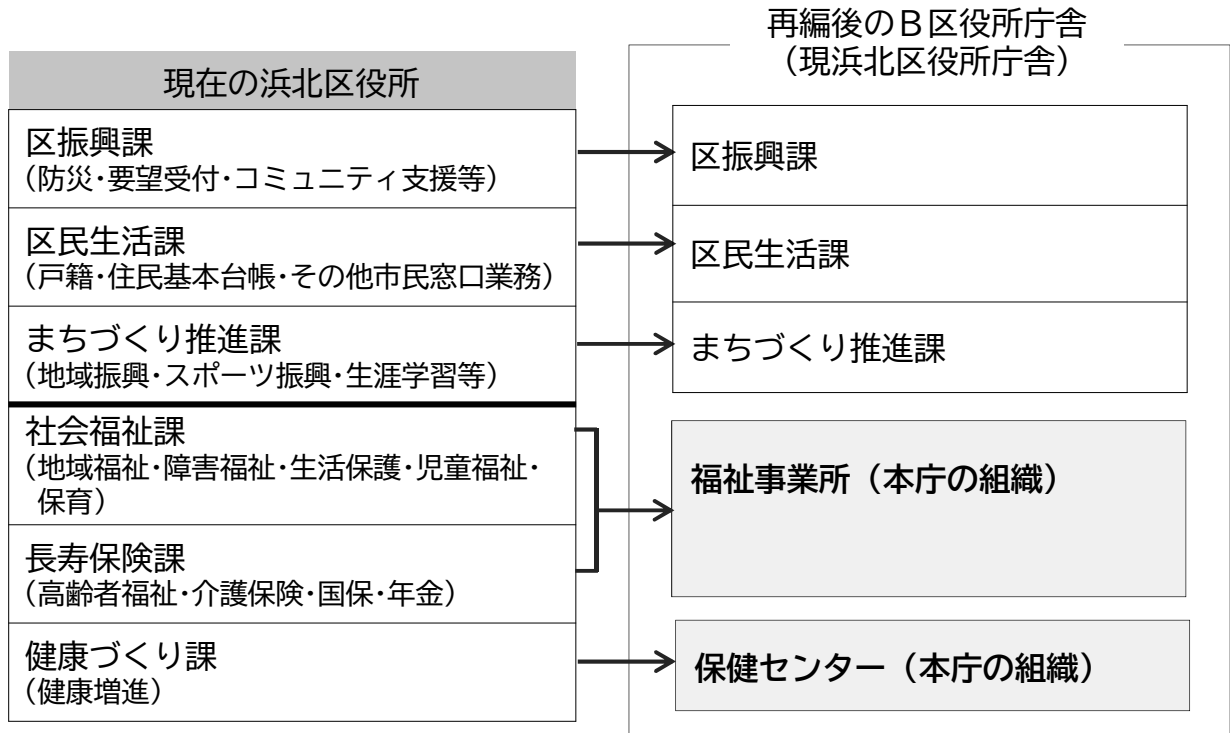 現在の浜北区役所
区振興課
（防災・要望受付・コミュニティ支援等）
区民生活課
（戸籍・住民基本台帳・その他市民窓口業務）
まちづくり推進課
（地域振興・スポーツ振興・生涯学習等）
社会福祉課
（地域福祉・障害福祉・生活保護・児童福祉・
保育）
長寿保険課
（高齢者福祉・介護保険・国保・年金）
健康づくり課
（健康増進）
再編後のＢ区役所庁舎
（現浜北区役所庁舎）
区振興課
区民生活課
まちづくり推進課
福祉事業所（本庁の組織）
保健センター（本庁の組織）